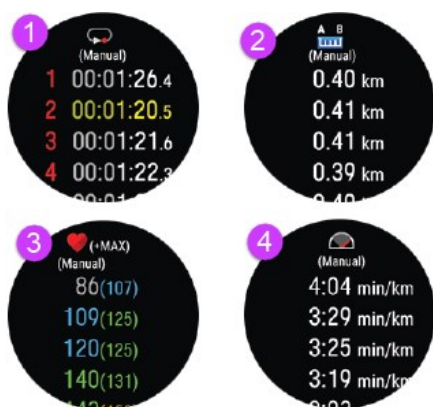 1
(Manual)
1 00:01:26.4
2 00:01:20.5
3 00:01:21.6
4 00:01:22.3
2
A B
(Manual)
0.40 km
0.41 km
0.41 km
0.39 km
3
(+MAX)
(Manual)
86(107)
109(125)
120(125)
140(131)
4
(Manual)
4:04 min/km
3:29 min/km
3:25 min/km
3:19 min/km